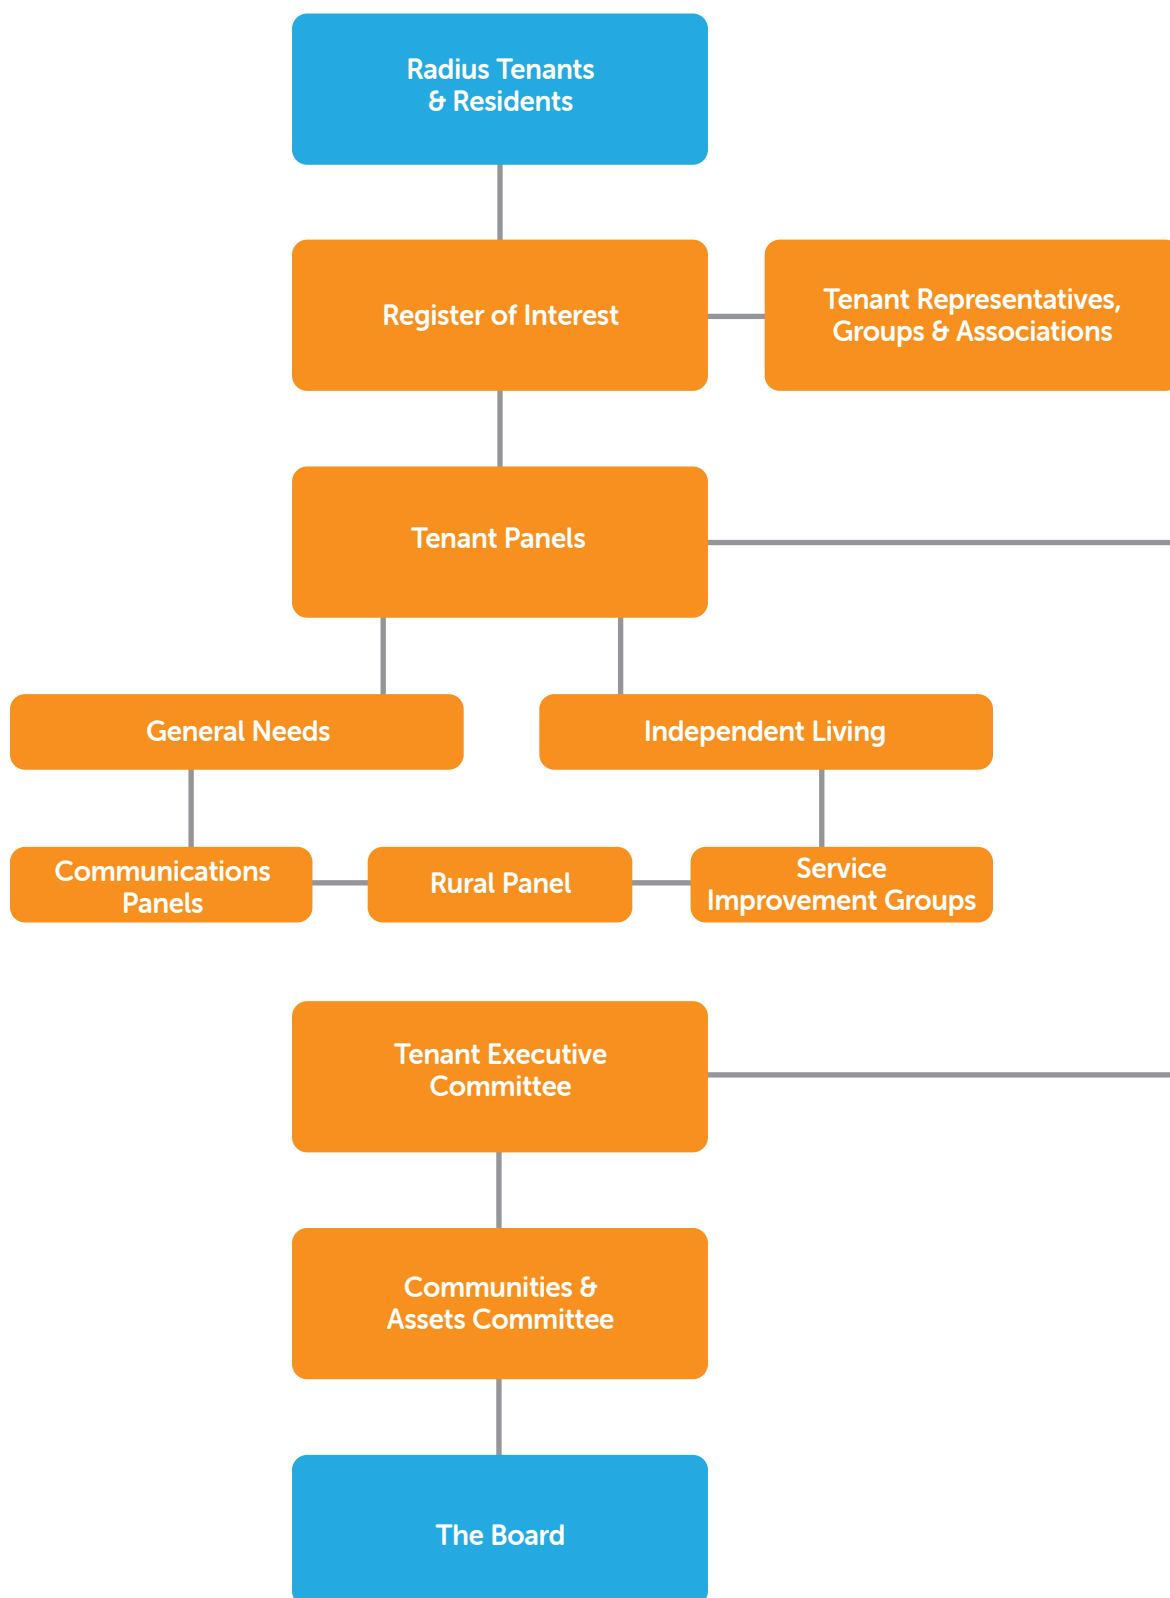 Radius Tenants
& Residents
Register of Interest
Tenant Representatives,
Groups & Associations
Tenant Panels
General Needs
Independent Living
Communications
Panels
Rural Panel
Service
Improvement Groups
Tenant Executive
Committee
Communities &
Assets Committee
The Board